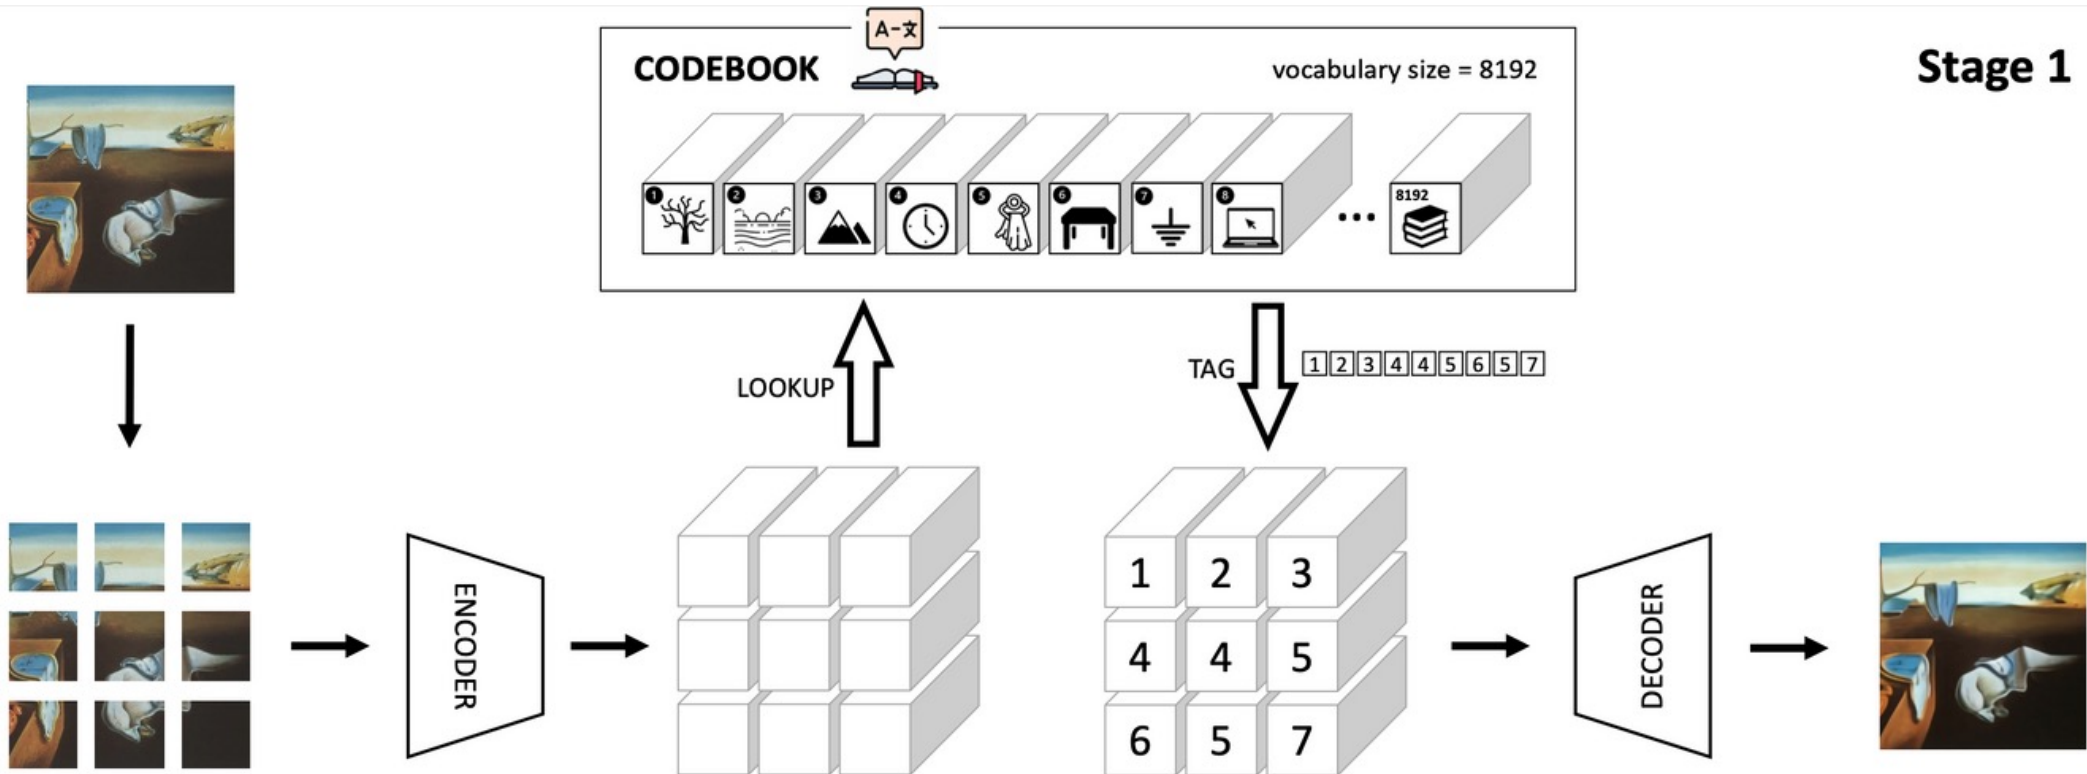 A-文
CODEBOOK
vocabulary size = 8192
Stage 1
1 2 3 4 5 6 7 8 ... 8192
LOOKUP
TAG
1 2 3 4 4 5 6 5 7
ENCODER
1 2 3
4 4 5
6 5 7
DECODER